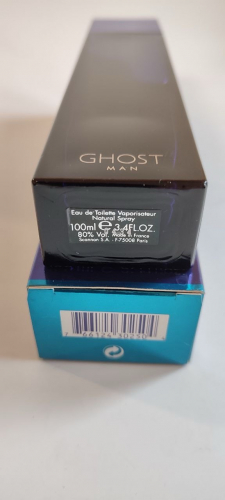 GHOST
MAN
Eau de Toilette Vaporisateur
Natural Spray
100ml e 3.4FL.OZ.
80% Vol. Made in France
Scannon S.A. - F-75008 Paris